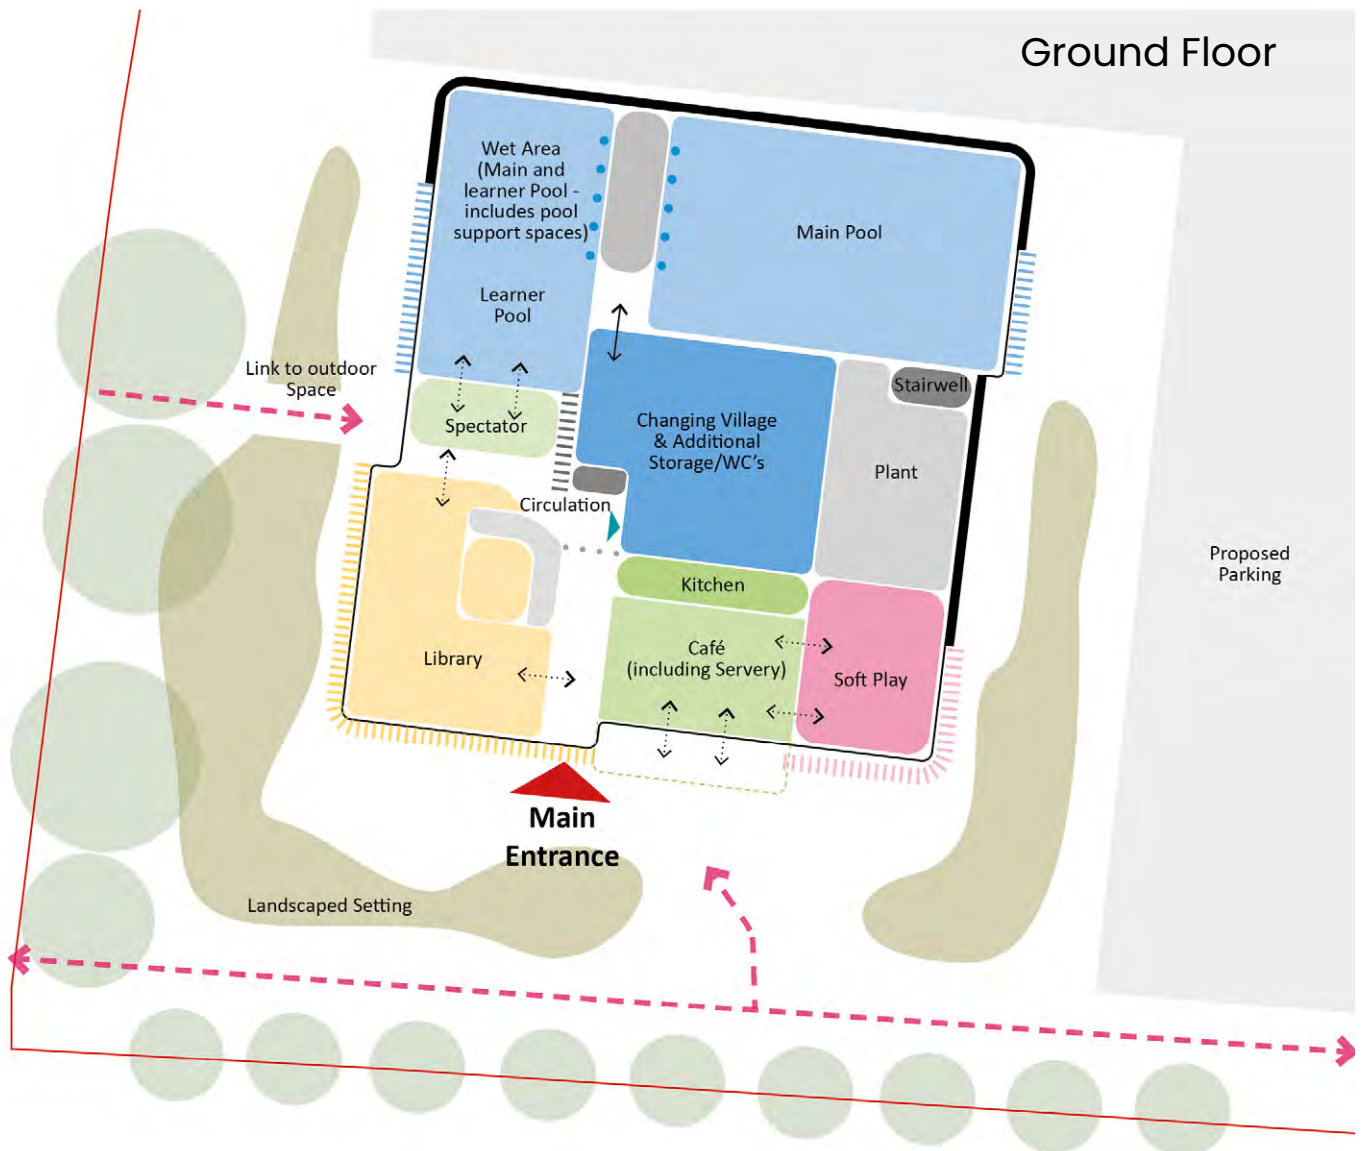 Ground Floor
Wet Area
(Main and
learner Pool -
includes pool
support spaces)
Main Pool
Learner
Pool
Link to outdoor
Space
Stairwell
Spectator
Changing Village
& Additional
Storage/WC's
Plant
Circulation
Proposed
Parking
Kitchen
Library
Café
(including Servery)
Soft Play
Main
Entrance
Landscaped Setting